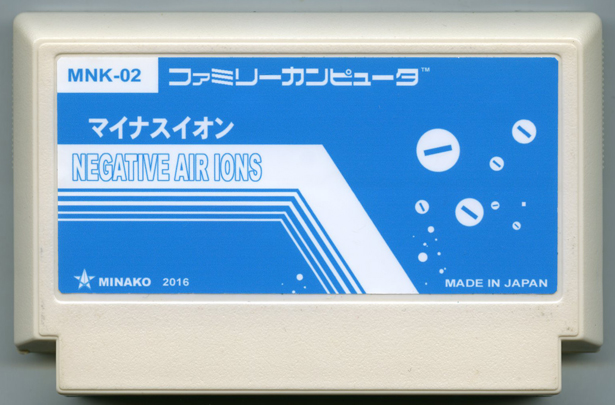 MNK-02
ファミリーカンピュータ™
マイナスイオン
NEGATIVE AIR IONS
MINAKO 2016
MADE IN JAPAN